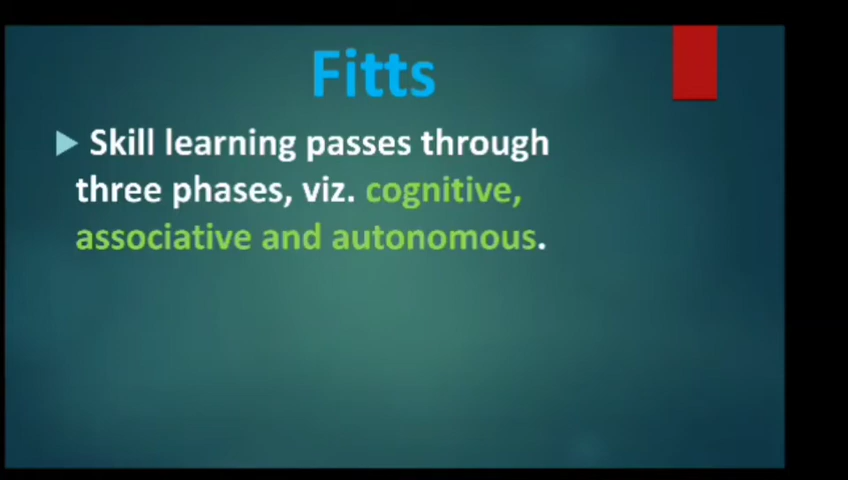 Fitts
Skill learning passes through
three phases, viz. cognitive,
associative and autonomous.